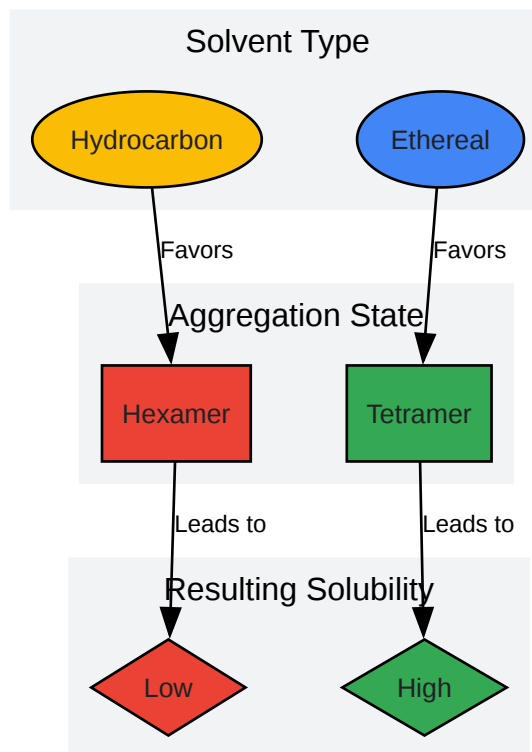 Solvent Type
Hydrocarbon
Ethereal
Favors
Favors
Aggregation State
Hexamer
Tetramer
Leads to
Leads to
Resulting Solubility
Low
High